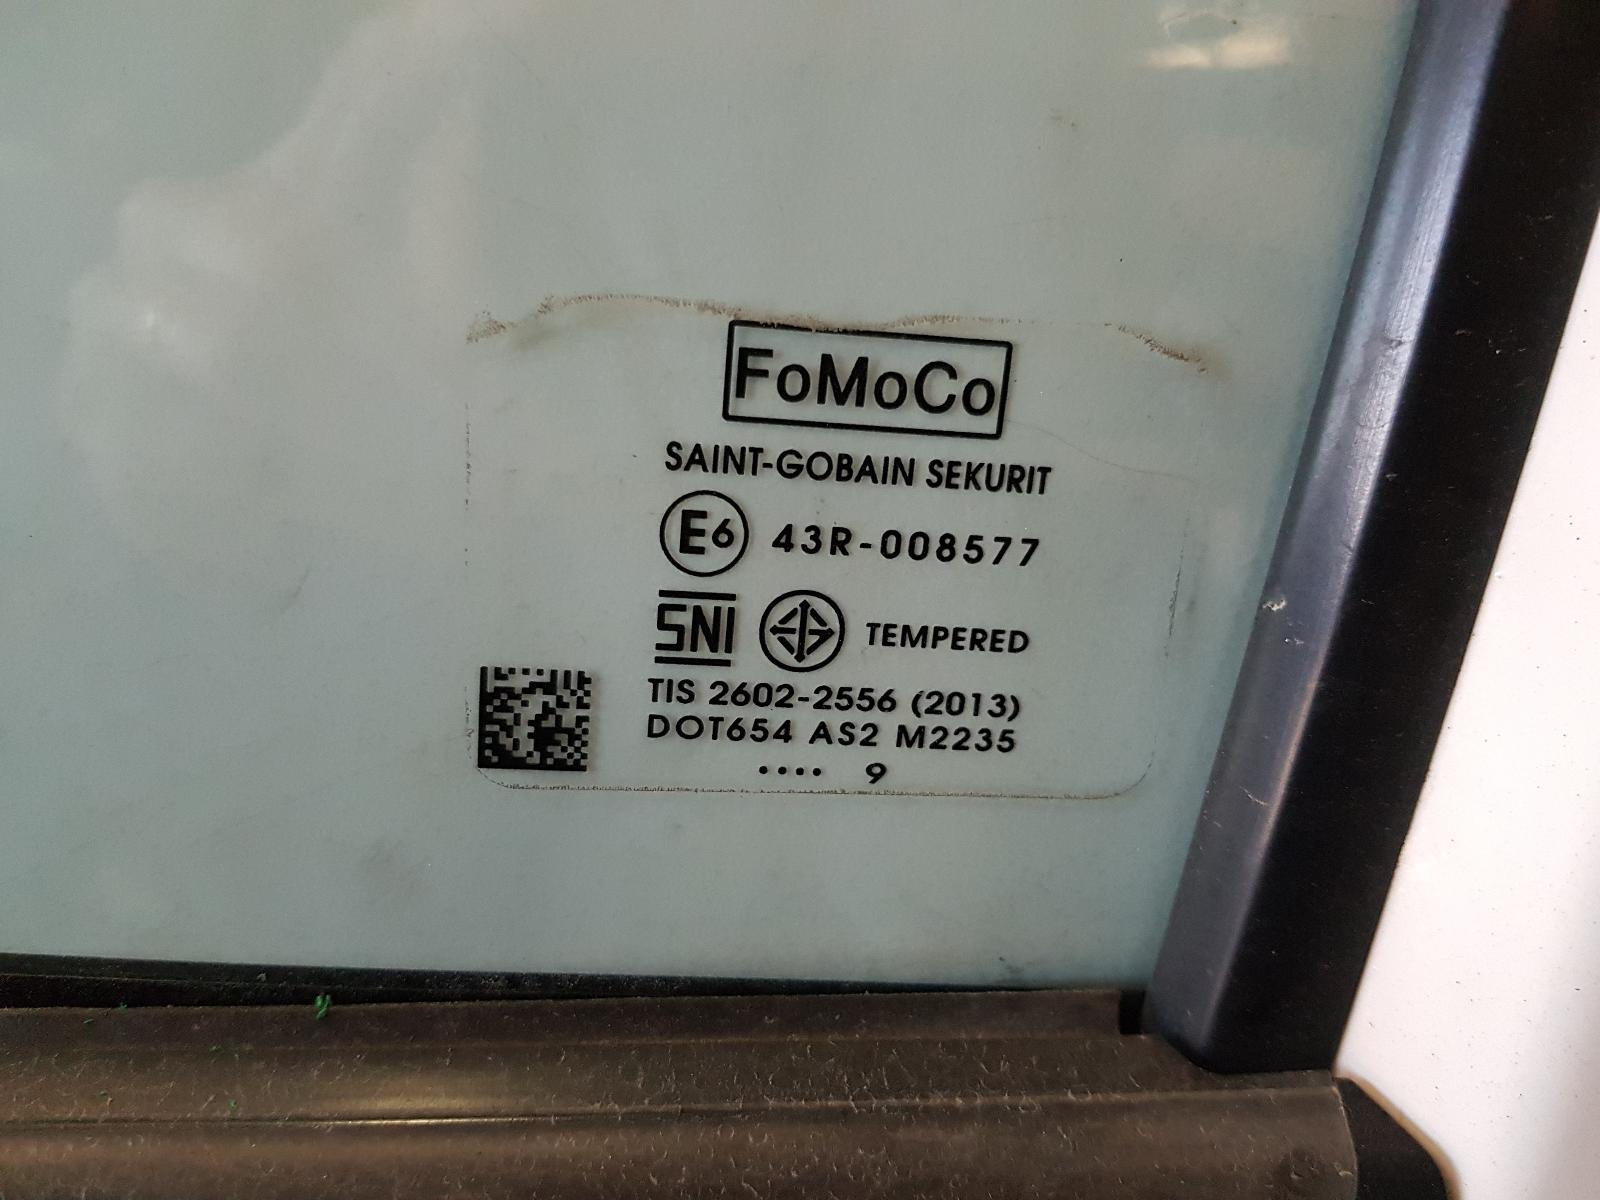 FoMoCo
SAINT-GOBAIN SEKURIT
E6 43R-008577
SNI TEMPERED
TIS 2602-2556 (2013)
DOT654 AS2 M2235
•••• 9